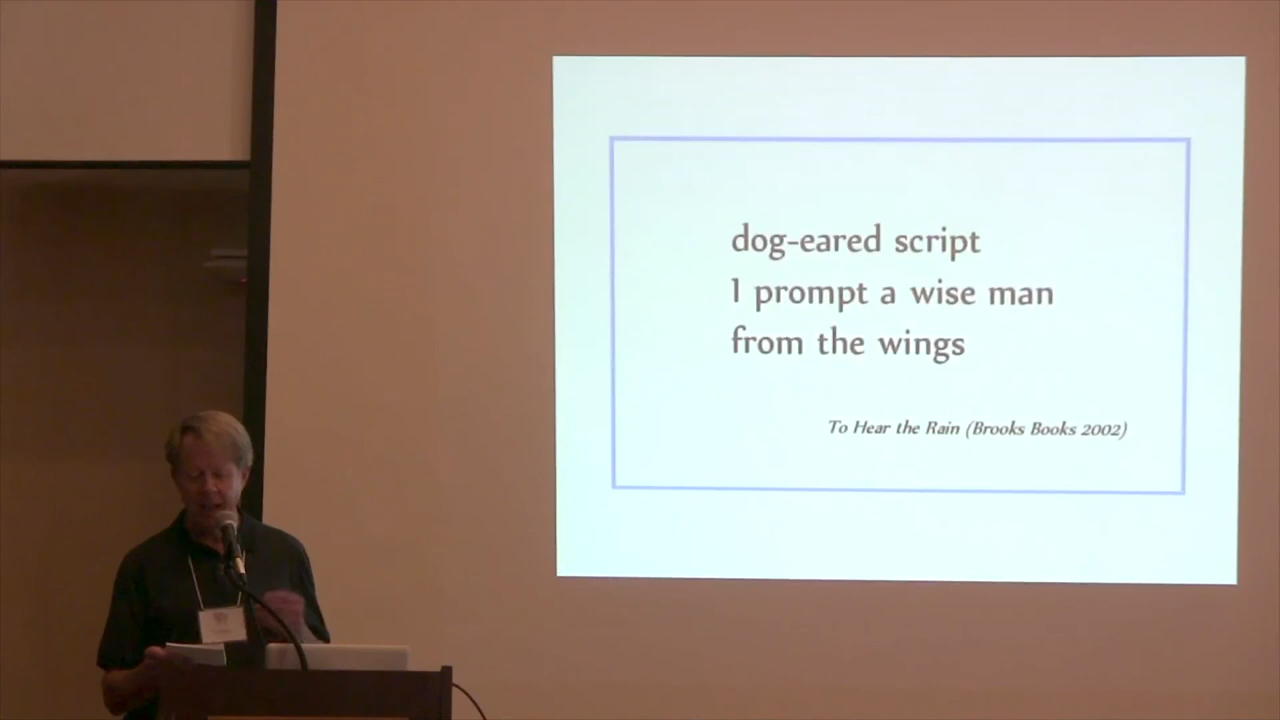 dog-eared script
I prompt a wise man
from the wings
To Hear the Rain (Brooks Books 2002)